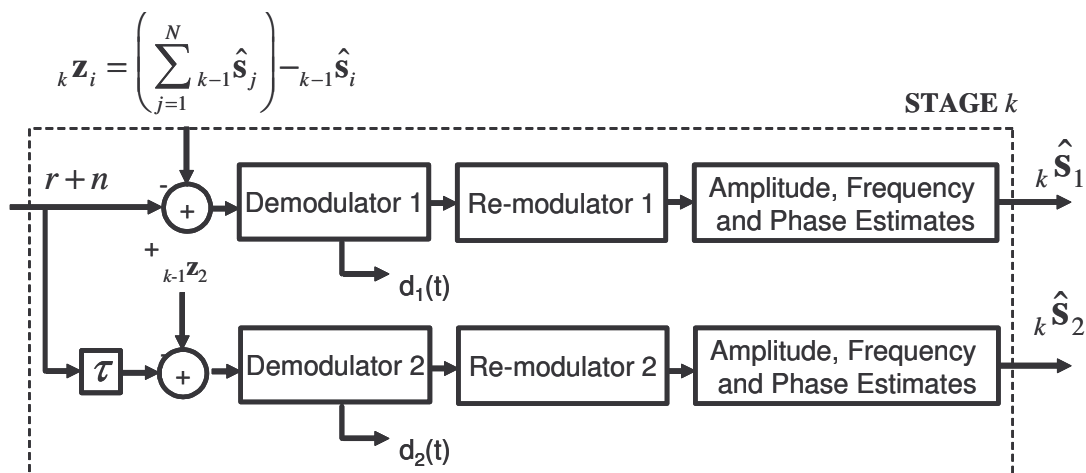 ₖ𝐳ᵢ = ( ∑_{j=1}^{N} ₖ₋₁ŝⱼ ) −ₖ₋₁ŝᵢ
STAGE k
r + n
-
+
Demodulator 1
Re-modulator 1
Amplitude, Frequency
and Phase Estimates
ₖŝ₁
+
d₁(t)
ₖ₋₁z₂
τ
-
+
Demodulator 2
Re-modulator 2
Amplitude, Frequency
and Phase Estimates
ₖŝ₂
d₂(t)